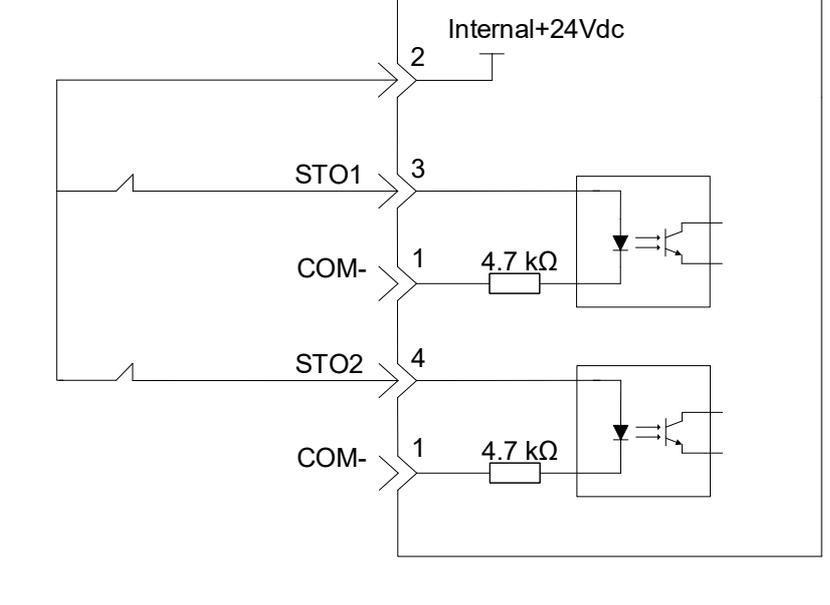 Internal+24Vdc
2
STO1
3
COM-
1
4.7 kΩ
STO2
4
COM-
1
4.7 kΩ